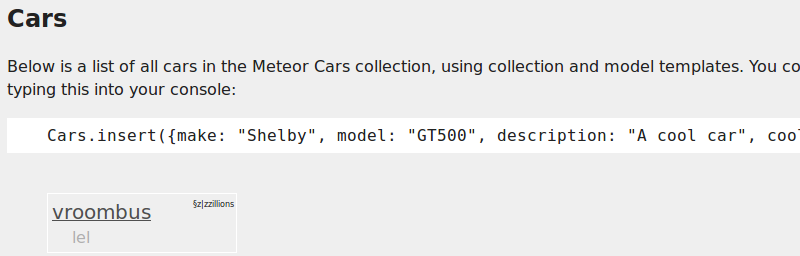 Cars
Below is a list of all cars in the Meteor Cars collection, using collection and model templates. You co
typing this into your console:
Cars.insert({make: "Shelby", model: "GT500", description: "A cool car", cool
vroombus
§z|zzillions
lel